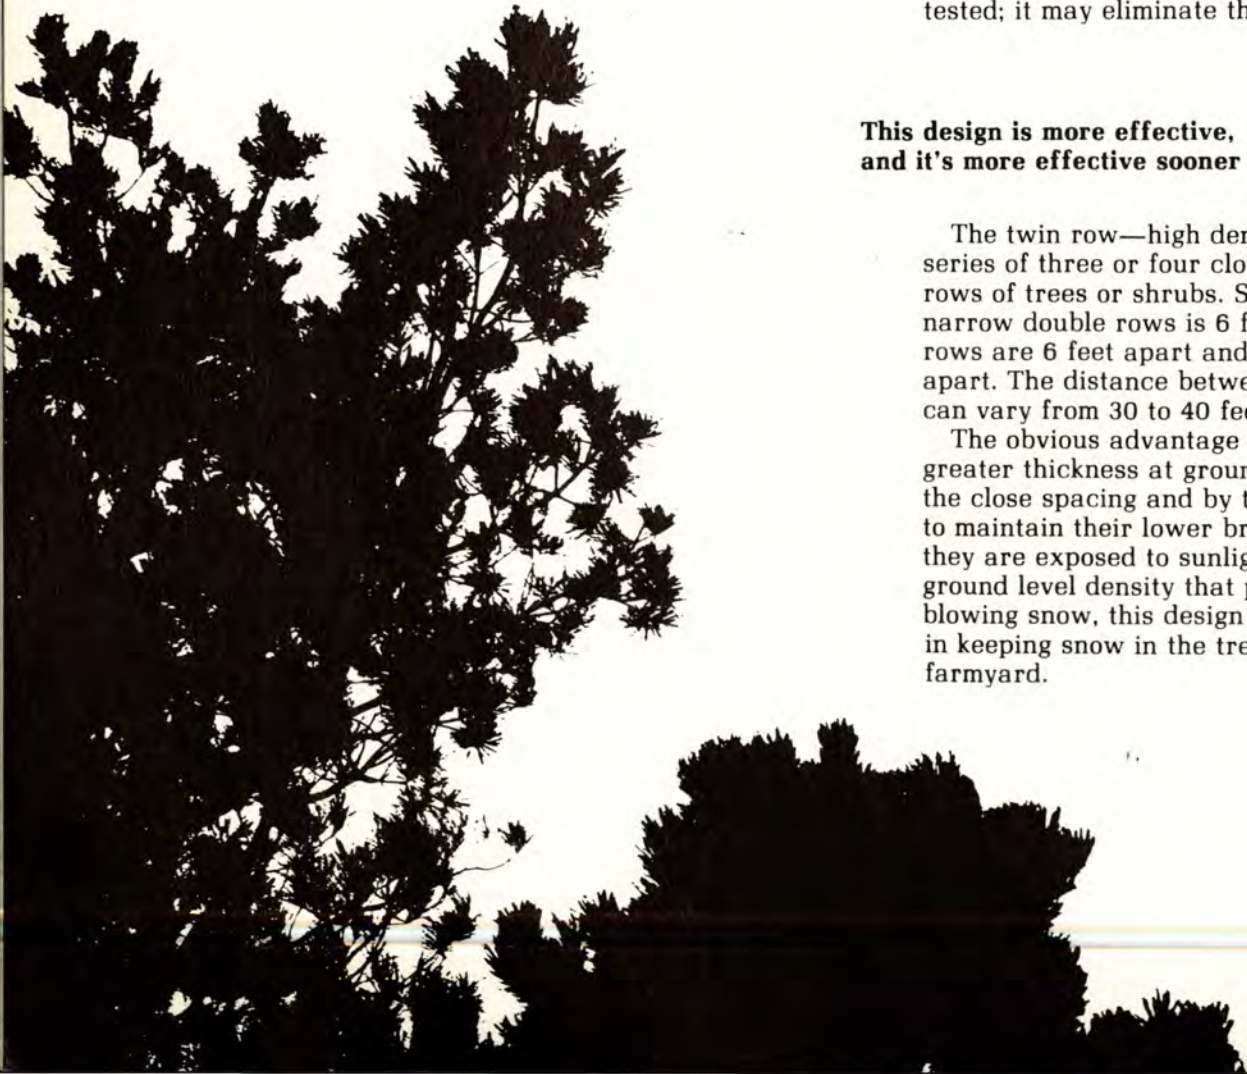 tested; it may eliminate th
This design is more effective,
and it's more effective sooner
The twin row—high der
series of three or four clo
rows of trees or shrubs. S
narrow double rows is 6 f
rows are 6 feet apart and
apart. The distance betwe
can vary from 30 to 40 fee
The obvious advantage
greater thickness at groun
the close spacing and by t
to maintain their lower br
they are exposed to sunlig
ground level density that p
blowing snow, this design
in keeping snow in the tre
farmyard.